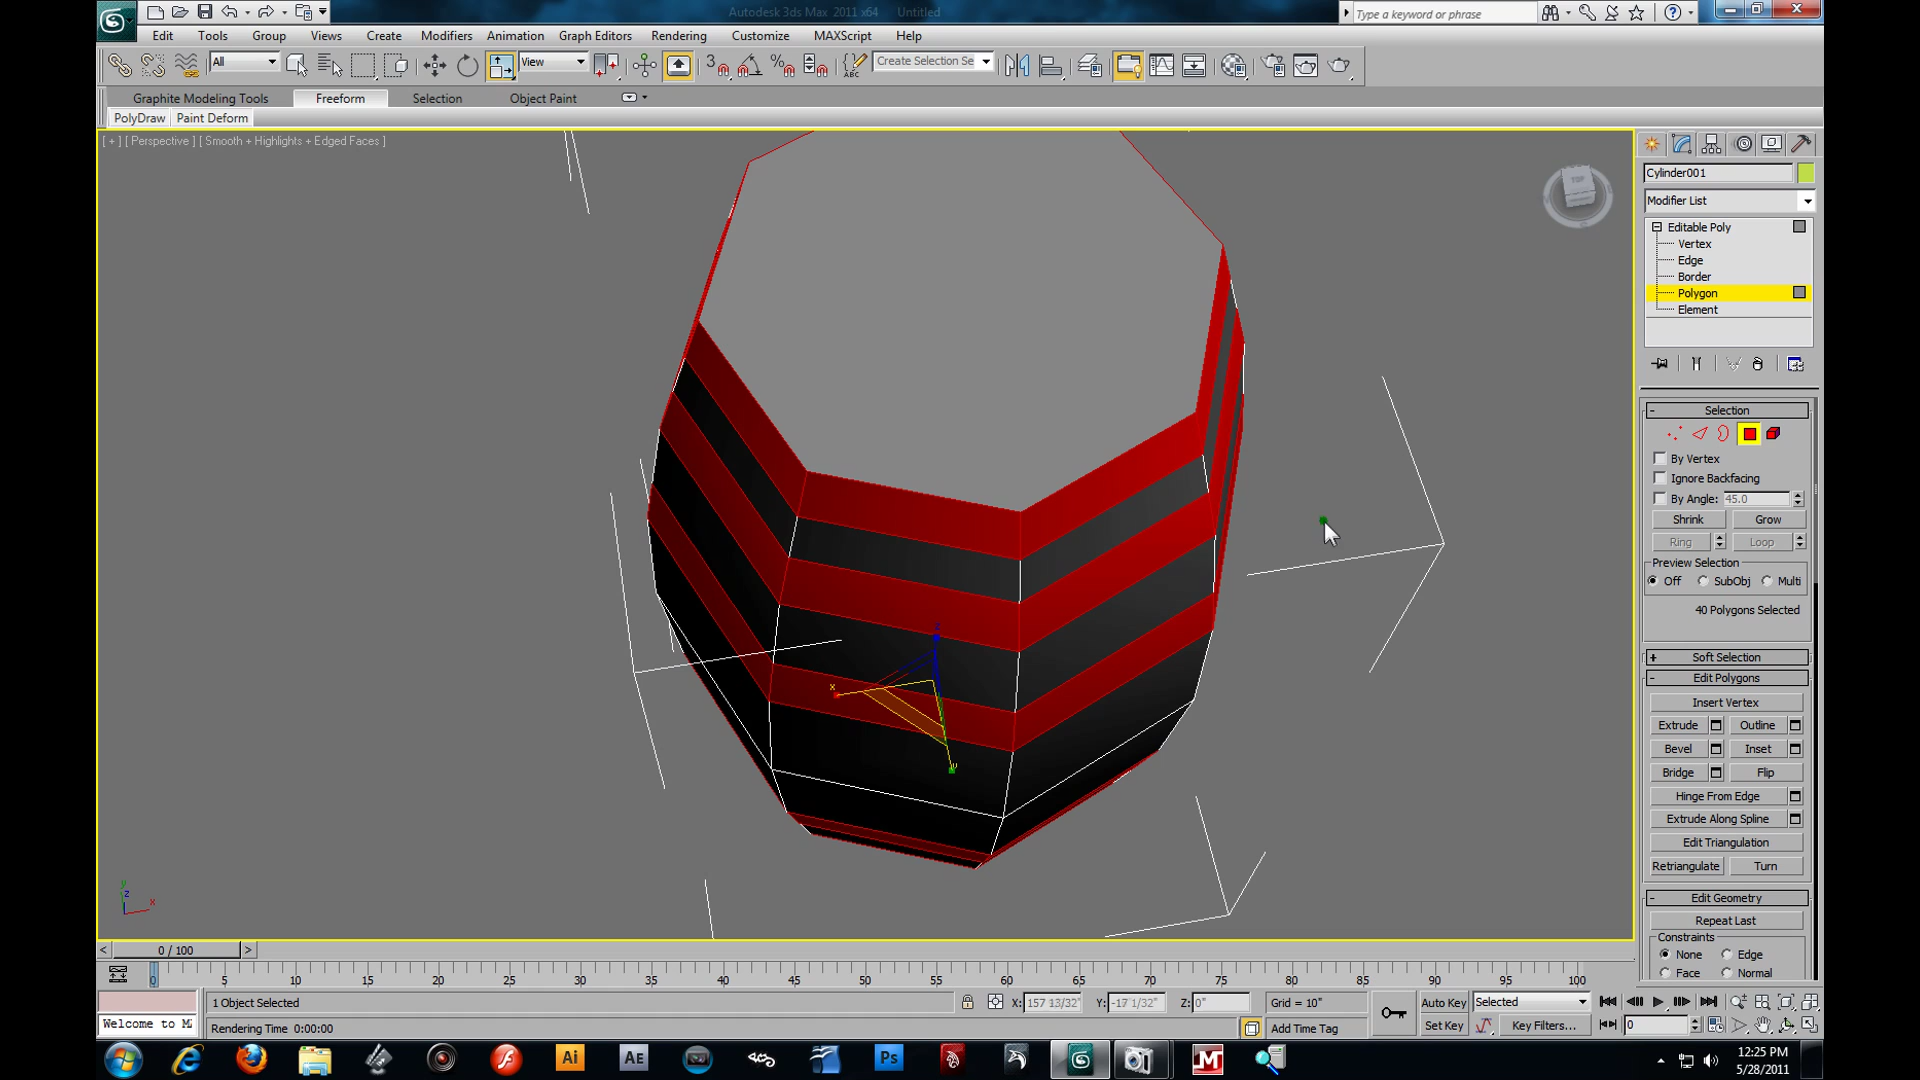 Autodesk 3ds Max 2011 x64 Untitled
Type a keyword or phrase
Edit Tools Group Views Create Modifiers Animation Graph Editors Rendering Customize MAXScript Help
All View 3 ABC Create Selection Se
Graphite Modeling Tools Freeform Selection Object Paint
PolyDraw Paint Deform
[ + ] [ Perspective ] [ Smooth + Highlights + Edged Faces ]
TOP
Cylinder001
Modifier List
Editable Poly
Vertex
Edge
Border
Polygon
Element
- Selection
By Vertex
Ignore Backfacing
By Angle: 45.0
Shrink Grow
Ring Loop
Preview Selection
Off SubObj Multi
40 Polygons Selected
+ Soft Selection
- Edit Polygons
Insert Vertex
Extrude Outline
Bevel Inset
Bridge Flip
Hinge From Edge
Extrude Along Spline
Edit Triangulation
Retriangulate Turn
- Edit Geometry
Repeat Last
Constraints
None Edge
Face Normal
z
x
y
y
z
x
< 0 / 100 >
0 5 10 15 20 25 30 35 40 45 50 55 60 65 70 75 80 85 90 95 100
1 Object Selected X: 157 13/32" Y: -17 1/32" Z: 0" Grid = 10" Auto Key Selected
Welcome to M
Rendering Time 0:00:00 Add Time Tag Set Key Key Filters... 0
Ai AE Ps M
12:25 PM
5/28/2011